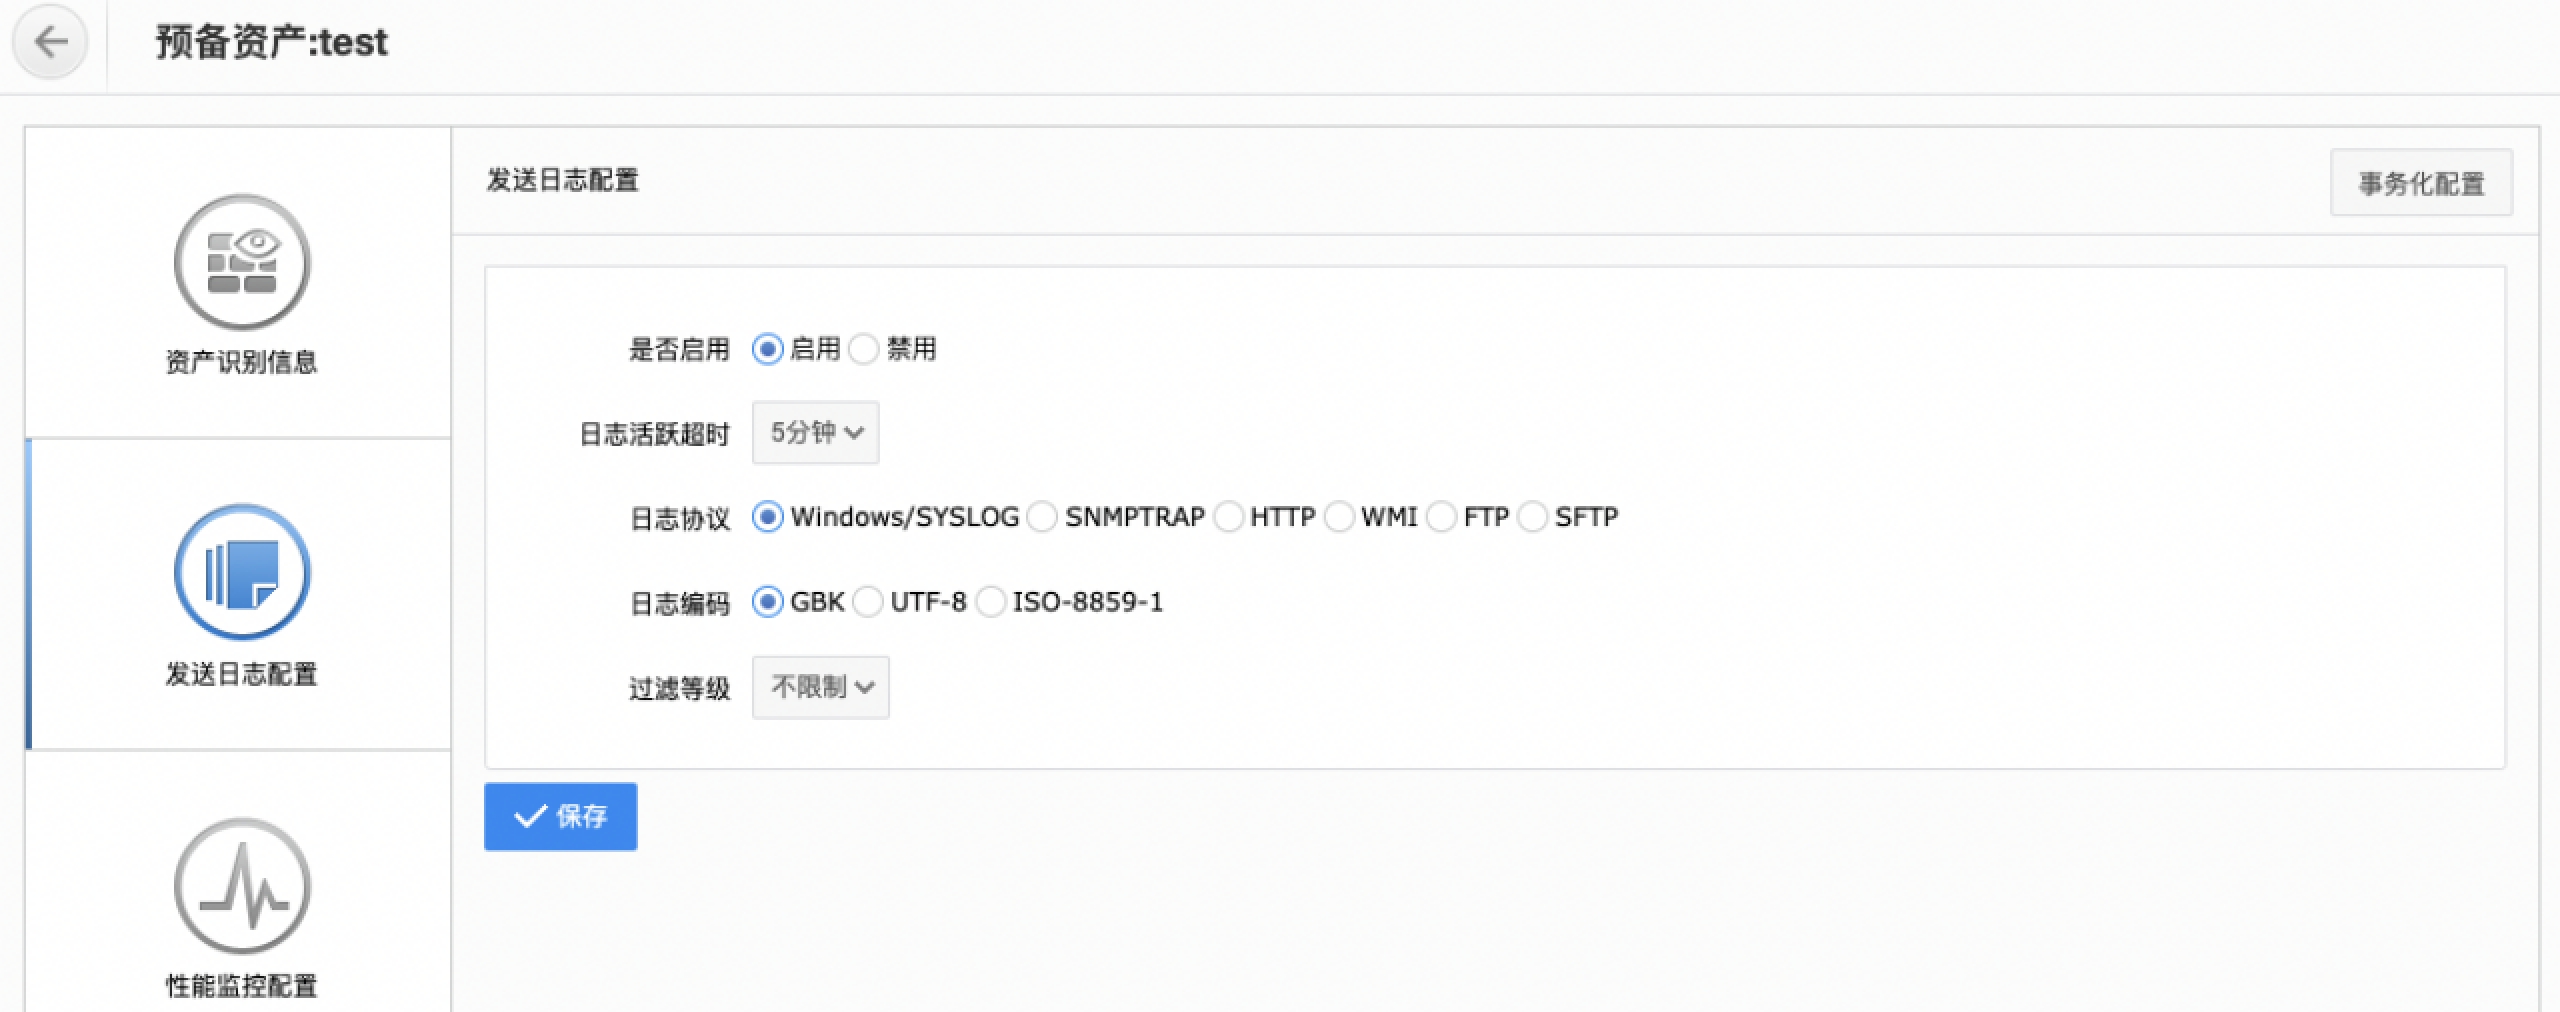 预备资产:test
资产识别信息
发送日志配置
性能监控配置
发送日志配置
事务化配置
是否启用 启用 禁用
日志活跃超时 5分钟
日志协议 Windows/SYSLOG SNMPTRAP HTTP WMI FTP SFTP
日志编码 GBK UTF-8 ISO-8859-1
过滤等级 不限制
保存